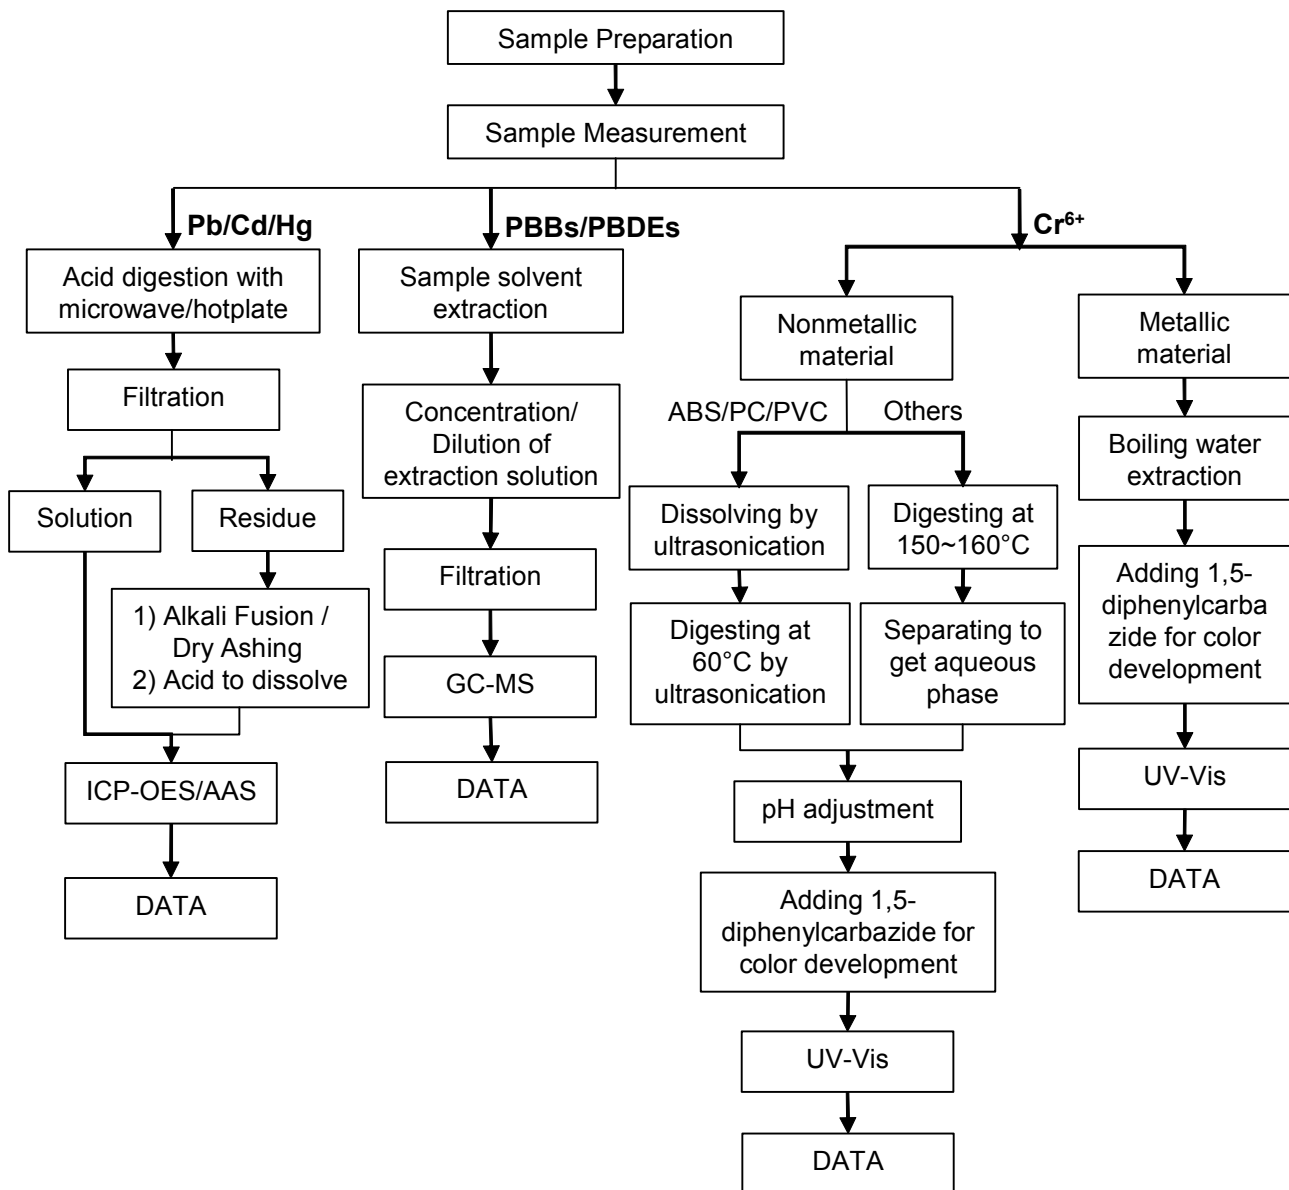 Sample Preparation
Sample Measurement
Pb/Cd/Hg
PBBs/PBDEs
Cr⁶⁺
Acid digestion with
microwave/hotplate
Filtration
Solution
Residue
1) Alkali Fusion /
Dry Ashing
2) Acid to dissolve
ICP-OES/AAS
DATA
Sample solvent
extraction
Concentration/
Dilution of
extraction solution
Filtration
GC-MS
DATA
Nonmetallic
material
ABS/PC/PVC
Others
Dissolving by
ultrasonication
Digesting at
60°C by
ultrasonication
Digesting at
150~160°C
Separating to
get aqueous
phase
pH adjustment
Adding 1,5-
diphenylcarbazide for
color development
UV-Vis
DATA
Metallic
material
Boiling water
extraction
Adding 1,5-
diphenylcarba
zide for color
development
UV-Vis
DATA